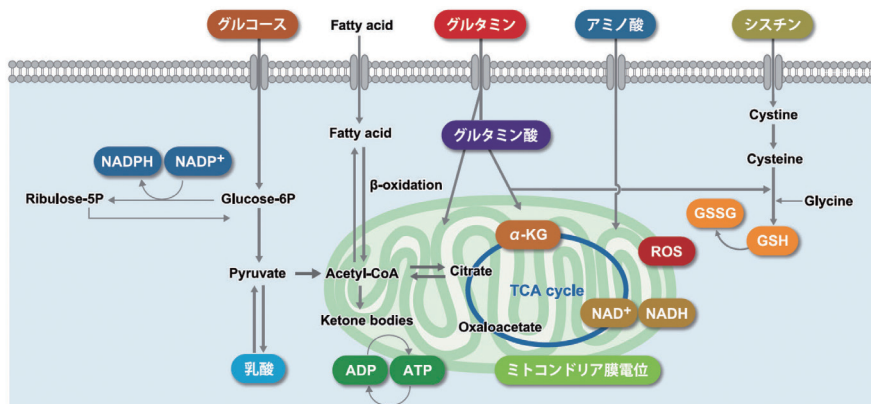 グルコース
Fatty acid
グルタミン
アミノ酸
シスチン
Cystine
Fatty acid
グルタミン酸
NADPH
NADP+
Cysteine
β-oxidation
Ribulose-5P
Glucose-6P
Glycine
GSSG
α-KG
GSH
ROS
Pyruvate
Acetyl-CoA
Citrate
TCA cycle
NAD+
NADH
Ketone bodies
Oxaloacetate
乳酸
ADP
ATP
ミトコンドリア膜電位